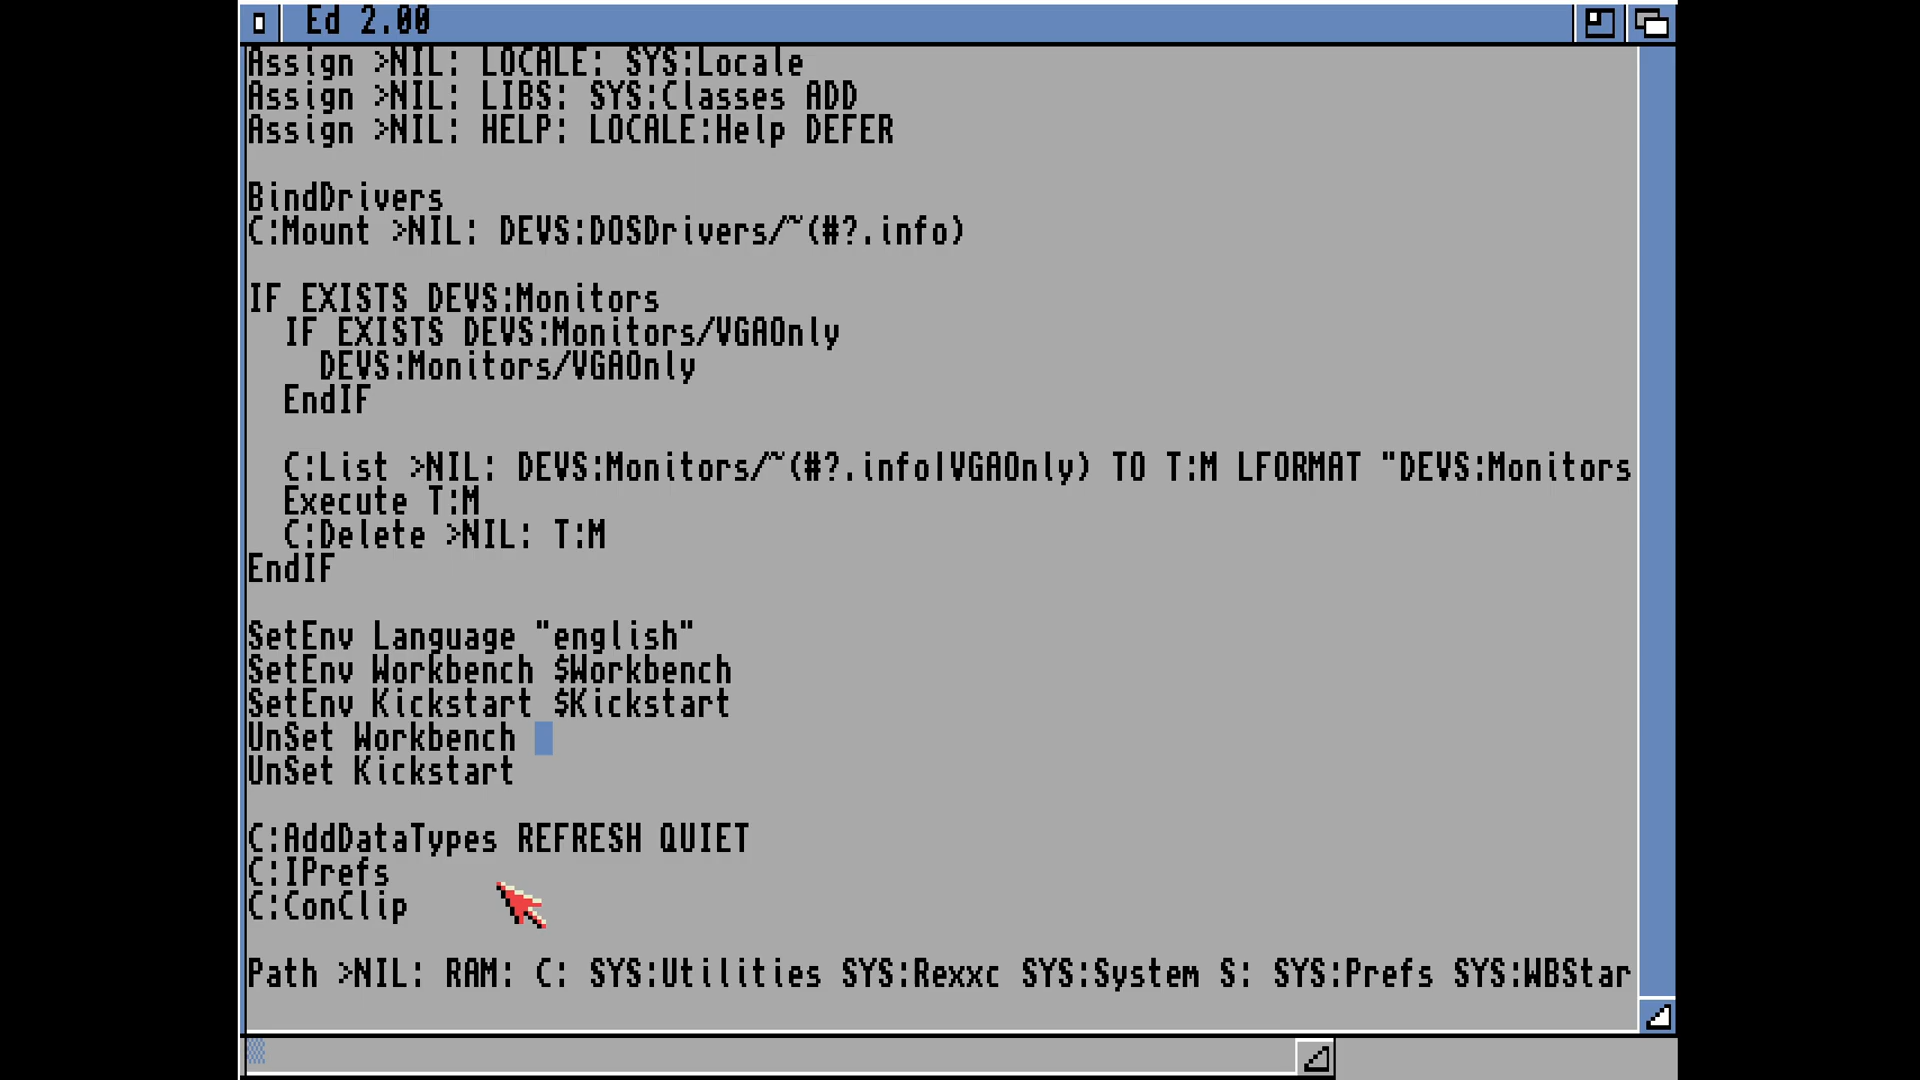 Ed 2.00
Assign >NIL: LOCALE: SYS:Locale
Assign >NIL: LIBS: SYS:Classes ADD
Assign >NIL: HELP: LOCALE:Help DEFER
BindDrivers
C:Mount >NIL: DEVS:DOSDrivers/~(#?.info)
IF EXISTS DEVS:Monitors
IF EXISTS DEVS:Monitors/VGAOnly
DEVS:Monitors/VGAOnly
EndIF
C:List >NIL: DEVS:Monitors/~(#?.info|VGAOnly) TO T:M LFORMAT "DEVS:Monitors
Execute T:M
C:Delete >NIL: T:M
EndIF
SetEnv Language "english"
SetEnv Workbench $Workbench
SetEnv Kickstart $Kickstart
UnSet Workbench
UnSet Kickstart
C:AddDataTypes REFRESH QUIET
C:IPrefs
C:ConClip
Path >NIL: RAM: C: SYS:Utilities SYS:Rexxc SYS:System S: SYS:Prefs SYS:WBStar